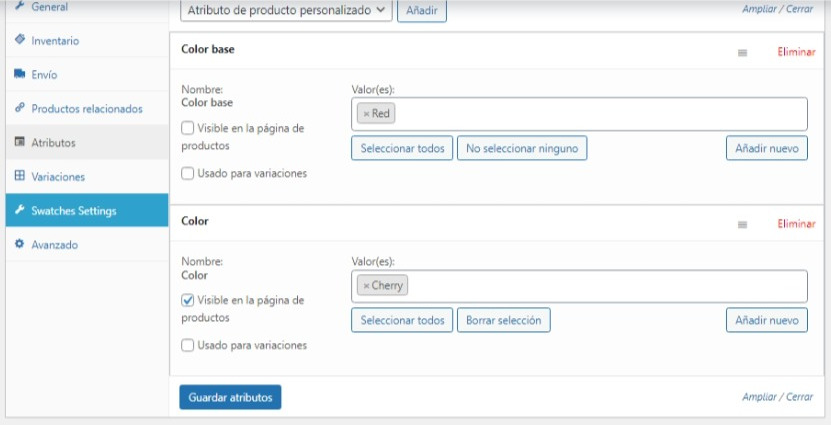 General
Atributo de producto personalizado
Añadir
Ampliar / Cerrar
Inventario
Envío
Productos relacionados
Atributos
Variaciones
Swatches Settings
Avanzado
Color base
Eliminar
Nombre:
Color base
Valor(es):
× Red
Visible en la página de
productos
Seleccionar todos
No seleccionar ninguno
Añadir nuevo
Usado para variaciones
Color
Eliminar
Nombre:
Color
Valor(es):
× Cherry
Visible en la página de
productos
Seleccionar todos
Borrar selección
Añadir nuevo
Usado para variaciones
Guardar atributos
Ampliar / Cerrar